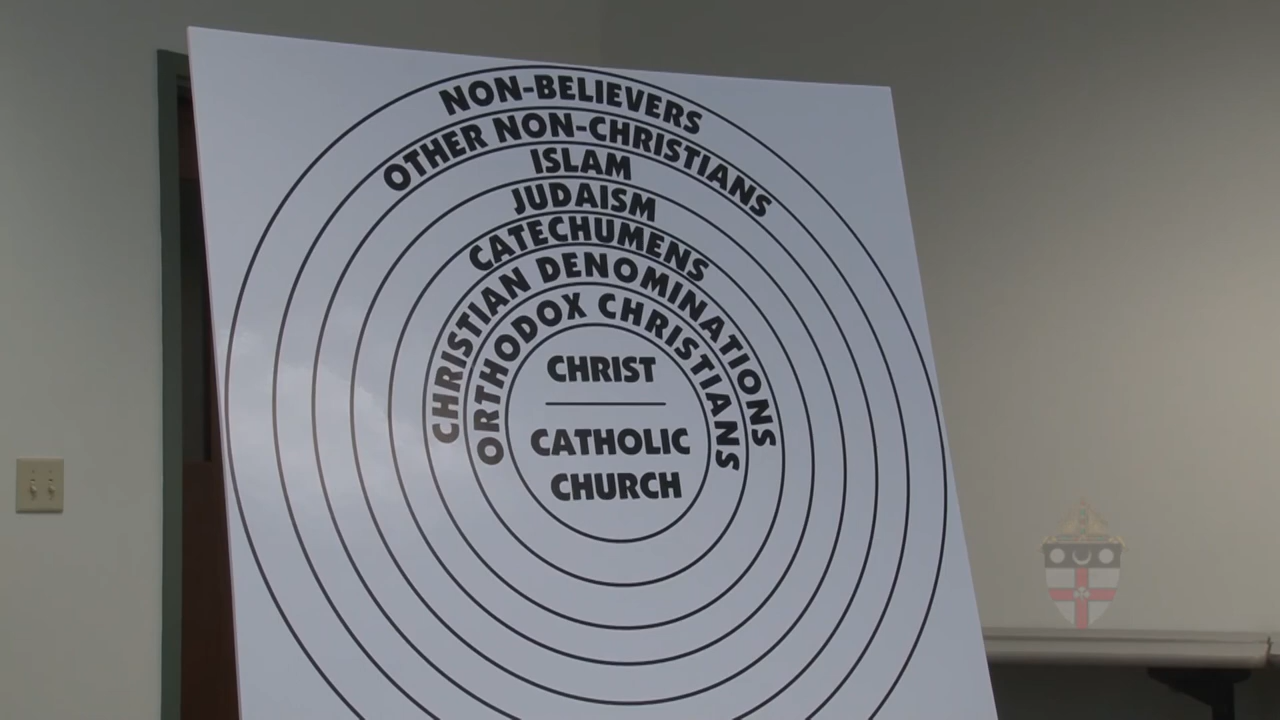 NON-BELIEVERS
OTHER NON-CHRISTIANS
ISLAM
JUDAISM
CATECHUMENS
CHRISTIAN DENOMINATIONS
ORTHODOX CHRISTIANS
CHRIST
CATHOLIC
CHURCH